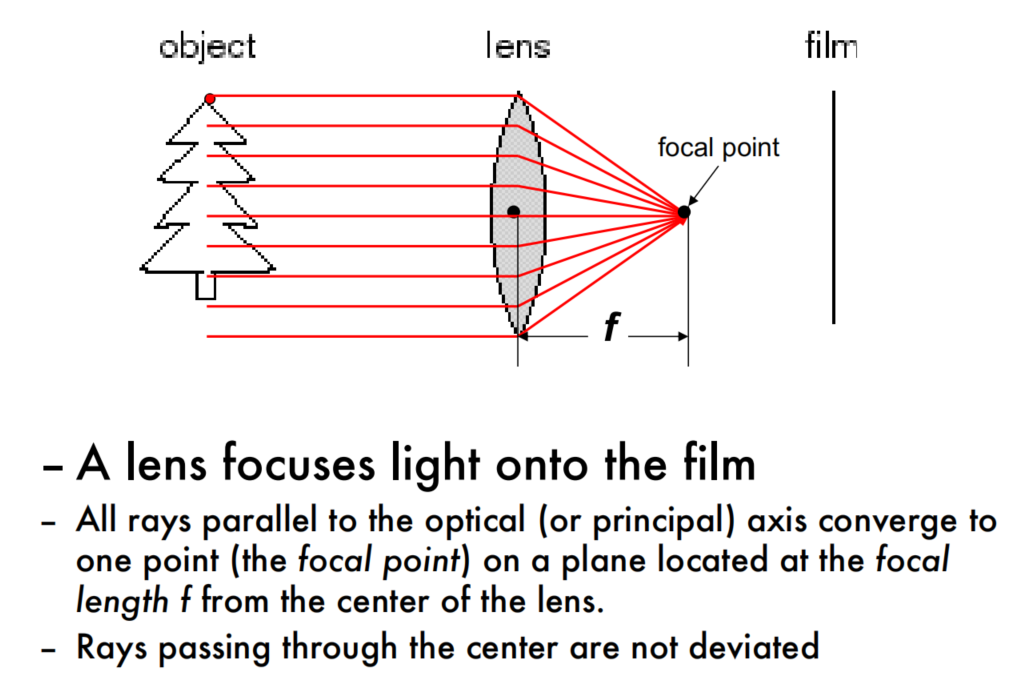 object lens film
focal point
f
– A lens focuses light onto the film
– All rays parallel to the optical (or principal) axis converge to
one point (the focal point) on a plane located at the focal
length f from the center of the lens.
– Rays passing through the center are not deviated